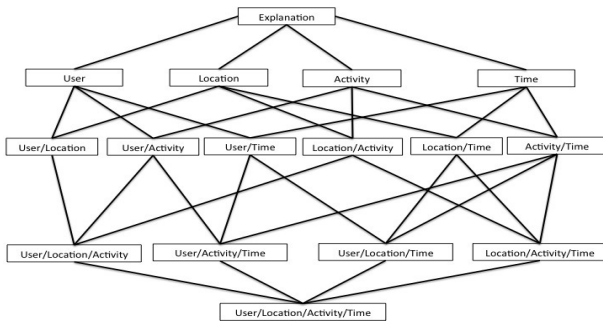 Explanation
User
Location
Activity
Time
User/Location
User/Activity
User/Time
Location/Activity
Location/Time
Activity/Time
User/Location/Activity
User/Activity/Time
User/Location/Time
Location/Activity/Time
User/Location/Activity/Time